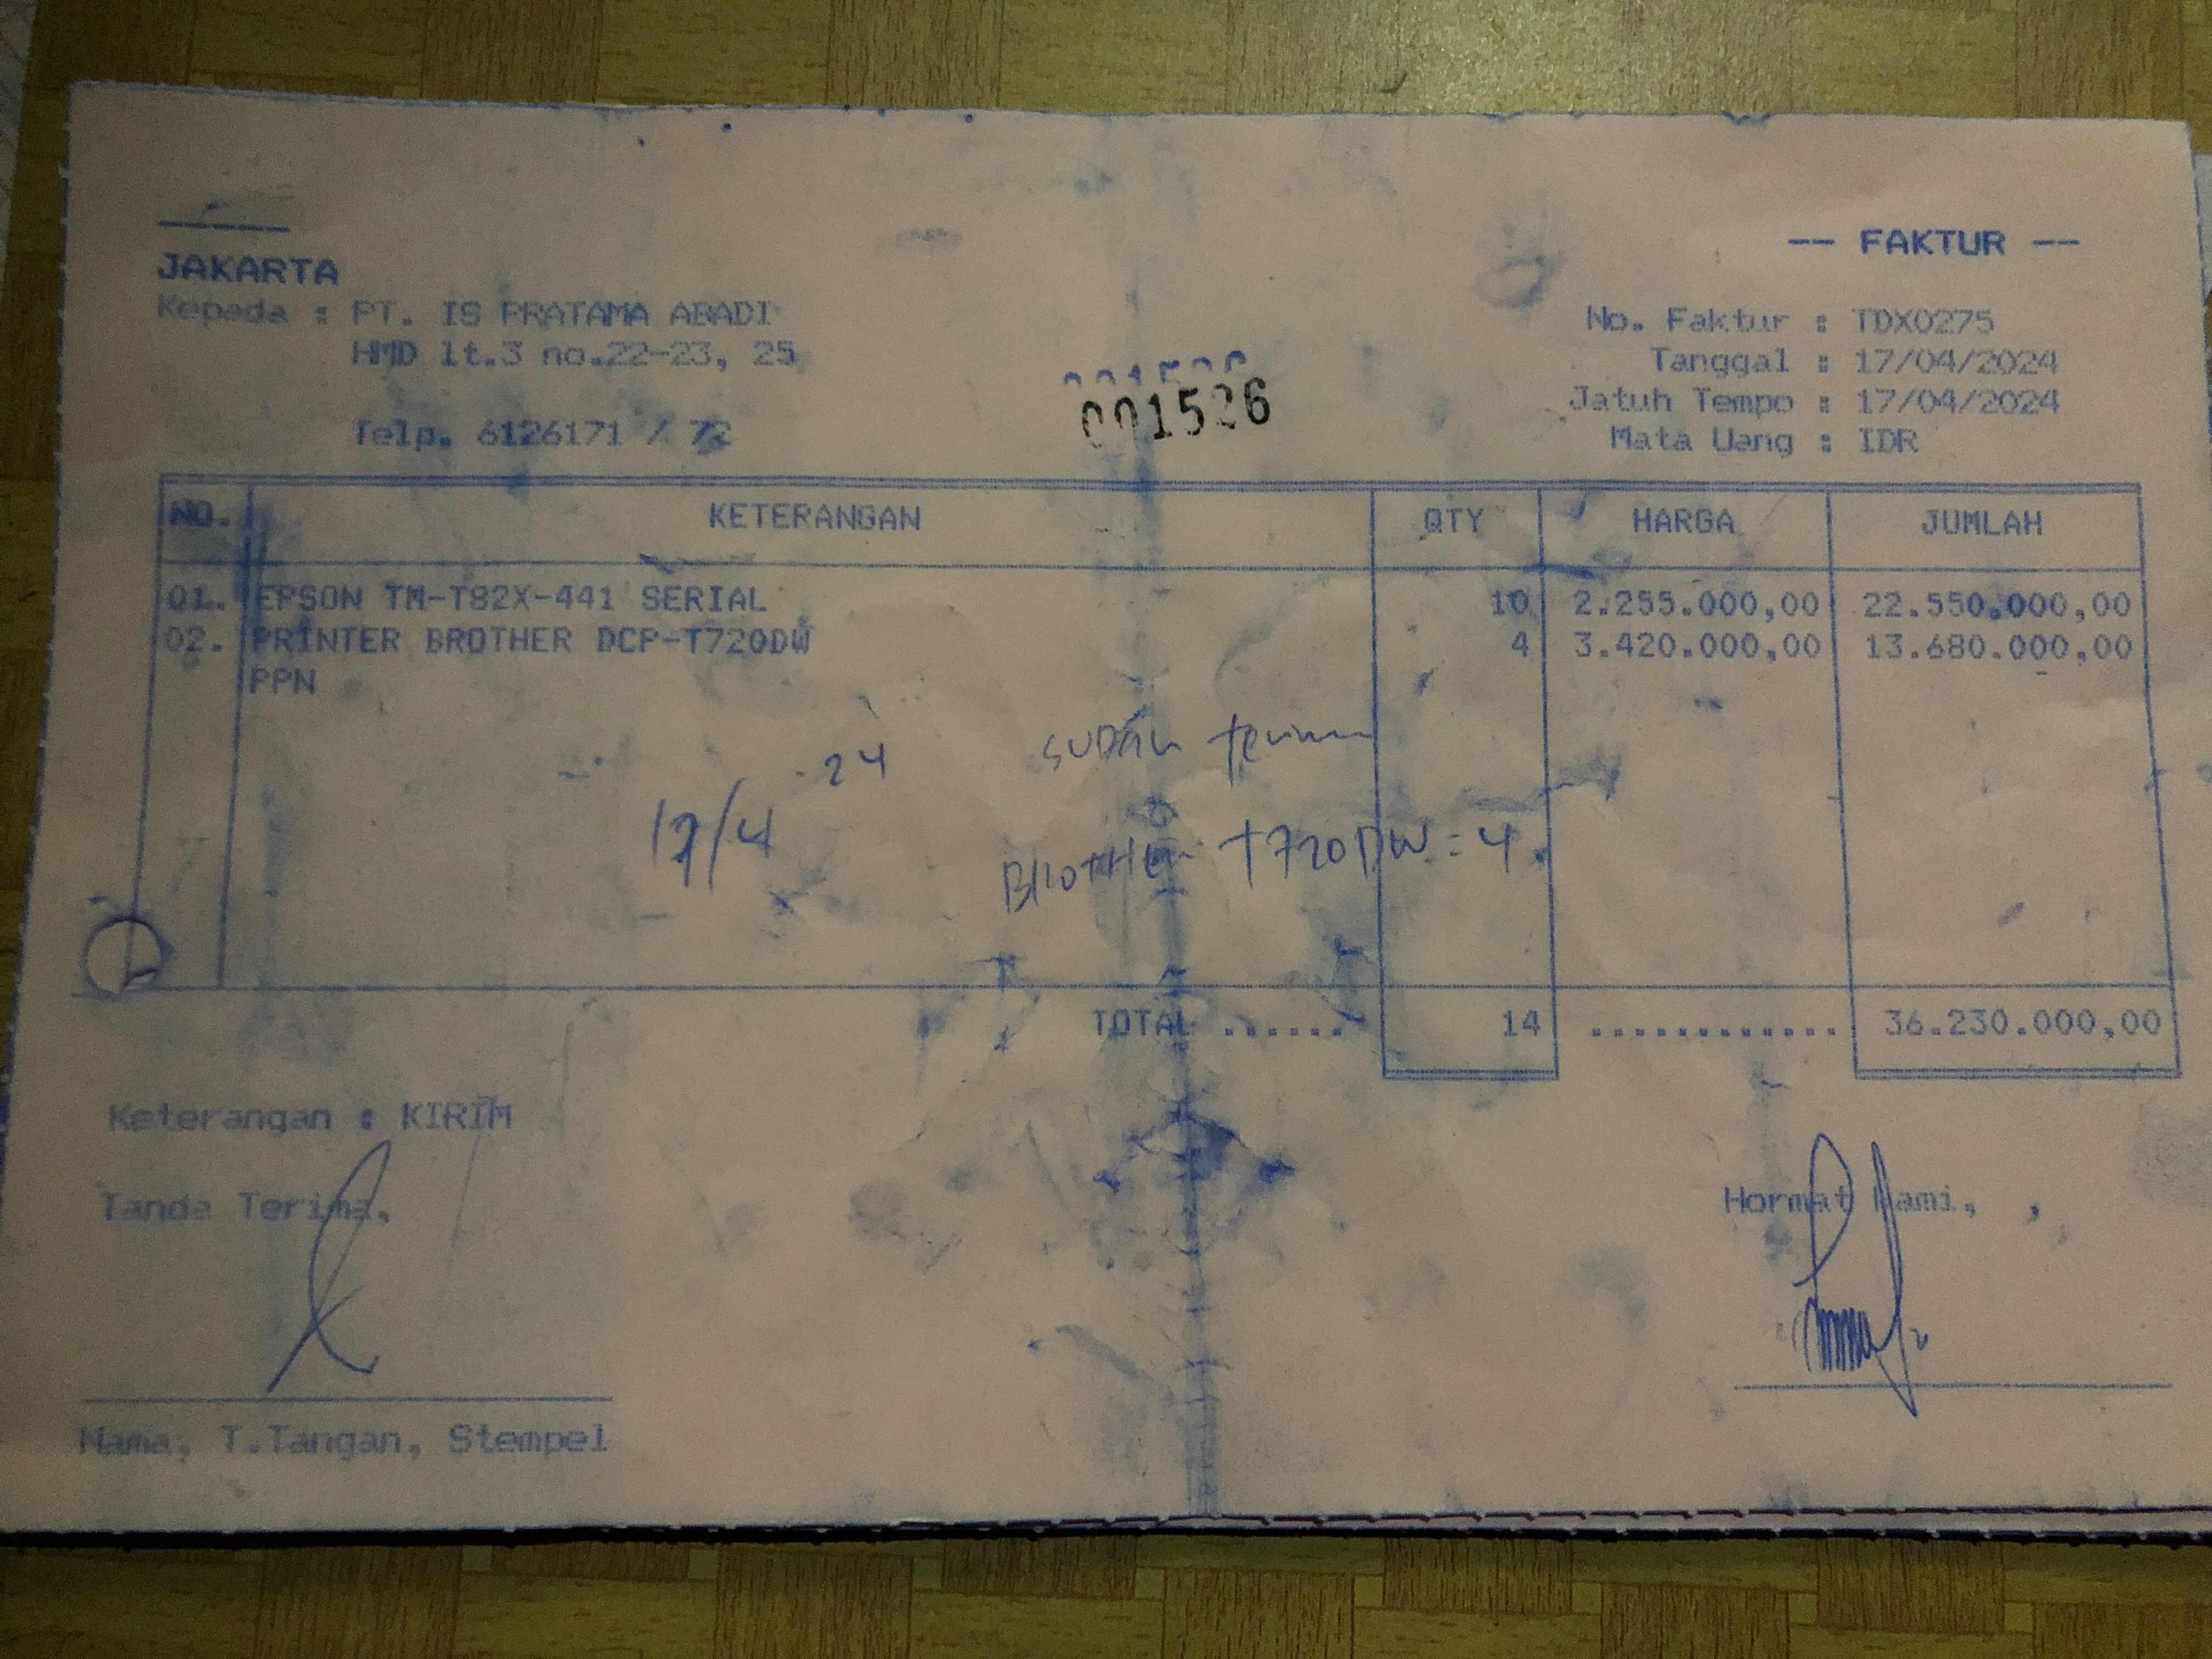 -- FAKTUR --
JAKARTA
Kepada : PT. IS PRATAMA ABADI
HMD lt.3 no.22-23, 25
Telp. 6126171 / 72
001526
001526
No. Faktur : TDX0275
Tanggal : 17/04/2024
Jatuh Tempo : 17/04/2024
Mata Uang : IDR
NO. KETERANGAN QTY HARGA JUMLAH
01. EPSON TM-T82X-441 SERIAL 10 2.255.000,00 22.550.000,00
02. PRINTER BROTHER DCP-T720DW 4 3.420.000,00 13.680.000,00
PPN
17/4 - 24
SUDAH terima
BROTHER T720DW = 4.
TOTAL ...... 14 ............ 36.230.000,00
Keterangan : KIRIM
Tanda Terima,
Hormat Kami,
Nama, T.Tangan, Stempel